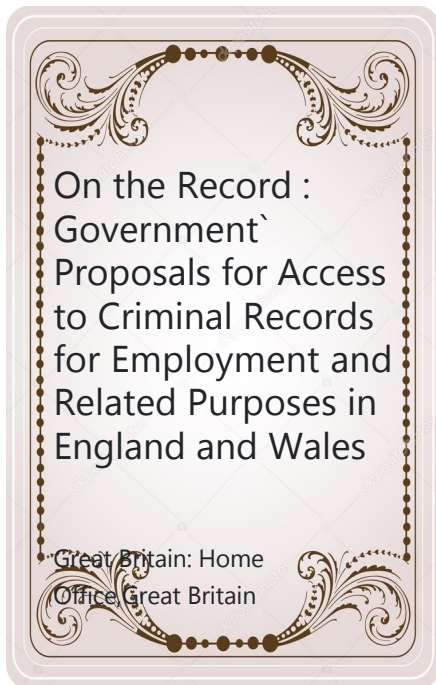 On the Record :
Government`
Proposals for Access
to Criminal Records
for Employment and
Related Purposes in
England and Wales
Great Britain: Home
Office,Great Britain